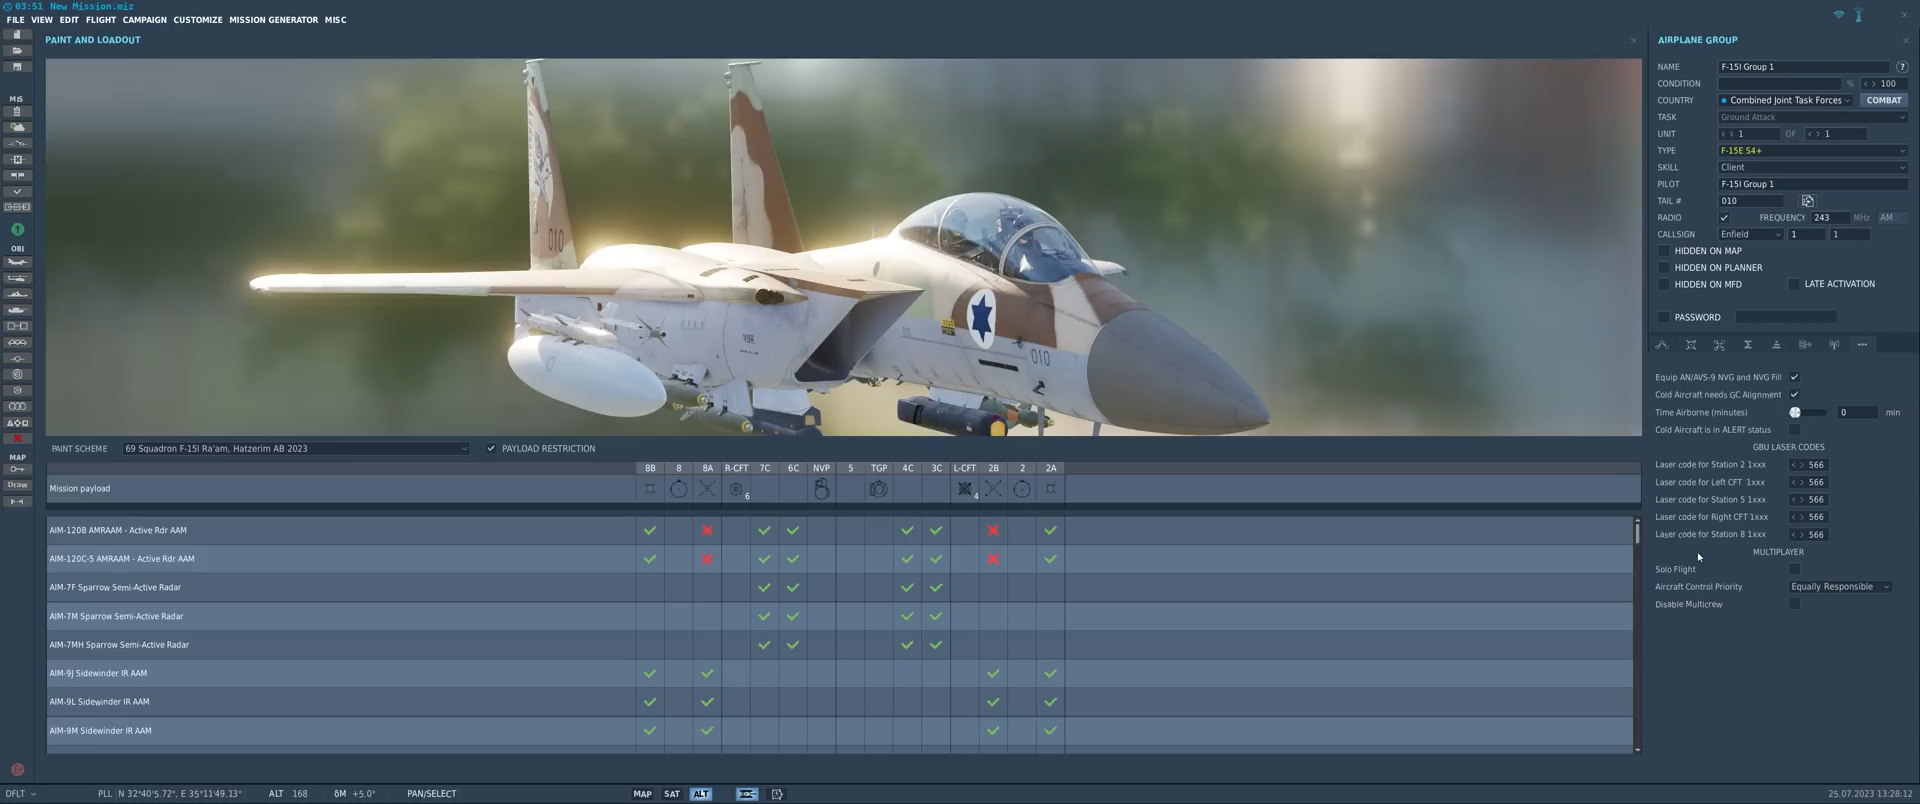 03:51 New Mission.miz
FILE VIEW EDIT FLIGHT CAMPAIGN CUSTOMIZE MISSION GENERATOR MISC
PAINT AND LOADOUT
010
010
PAINT SCHEME 69 Squadron F-15I Ra'am, Hatzerim AB 2023 PAYLOAD RESTRICTION
8B 8 8A R-CFT 7C 6C NVP 5 TGP 4C 3C L-CFT 2B 2 2A
Mission payload 6 4
AIM-120B AMRAAM - Active Rdr AAM
AIM-120C-5 AMRAAM - Active Rdr AAM
AIM-7F Sparrow Semi-Active Radar
AIM-7M Sparrow Semi-Active Radar
AIM-7MH Sparrow Semi-Active Radar
AIM-9J Sidewinder IR AAM
AIM-9L Sidewinder IR AAM
AIM-9M Sidewinder IR AAM
MIS
T
OBJ
MAP
Draw
AIRPLANE GROUP
NAME F-15I Group 1 ?
CONDITION % < > 100
COUNTRY Combined Joint Task Forces COMBAT
TASK Ground Attack
UNIT < > 1 OF < > 1
TYPE F-15E S4+
SKILL Client
PILOT F-15I Group 1
TAIL # 010
RADIO FREQUENCY 243 MHz AM
CALLSIGN Enfield 1 1
HIDDEN ON MAP
HIDDEN ON PLANNER
HIDDEN ON MFD LATE ACTIVATION
PASSWORD
Equip AN/AVS-9 NVG and NVG Fill
Cold Aircraft needs GC Alignment
Time Airborne (minutes) 0 min
Cold Aircraft is in ALERT status
GBU LASER CODES
Laser code for Station 2 1xxx < > 566
Laser code for Left CFT 1xxx < > 566
Laser code for Station 5 1xxx < > 566
Laser code for Right CFT 1xxx < > 566
Laser code for Station 8 1xxx < > 566
MULTIPLAYER
Solo Flight
Aircraft Control Priority Equally Responsible
Disable Multicrew
DFLT PLL N 32°40'5.72", E 35°11'49.13" ALT 168 δM +5.0° PAN/SELECT MAP SAT ALT 25.07.2023 13:28:12